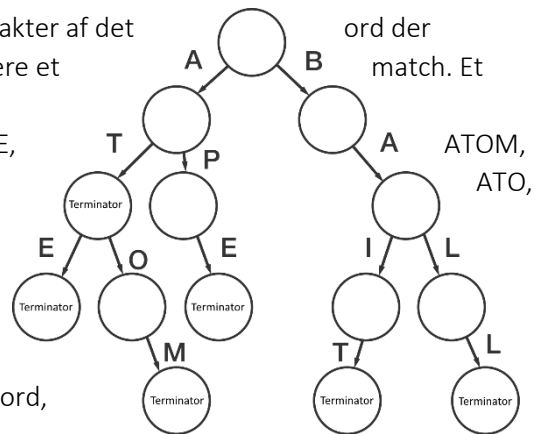 akter af det ord der
A B
ere et match. Et
T P A
E, ATOM,
Terminator ATO,
E O E I L
Terminator Terminator
M T L
ord, Terminator Terminator Terminator